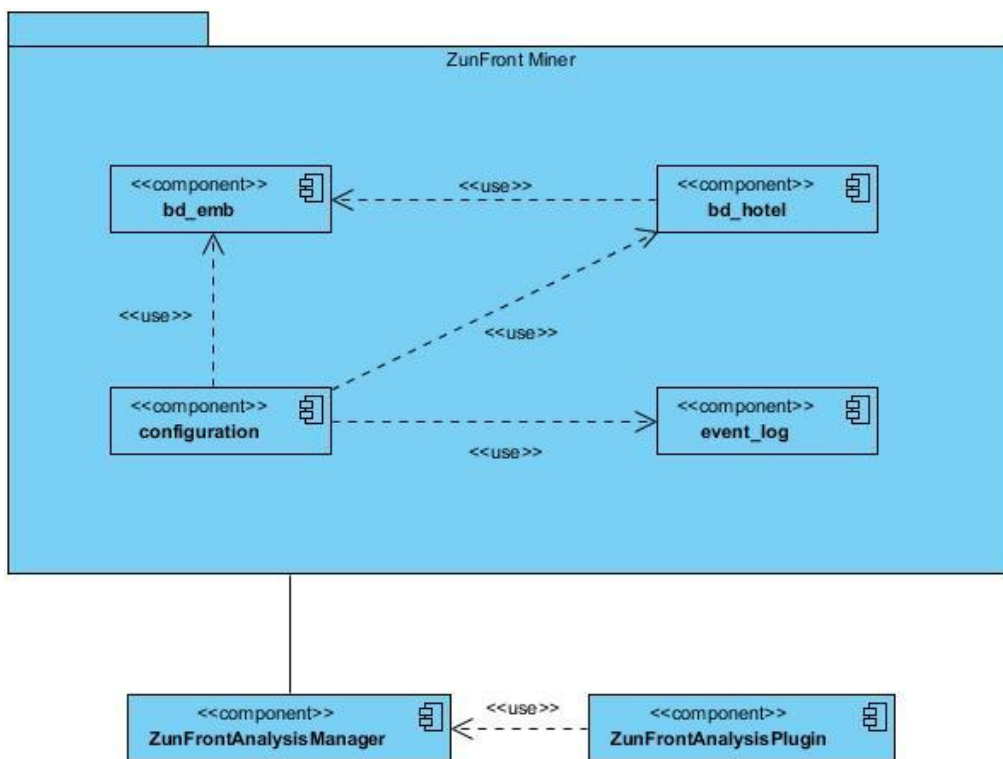 ZunFront Miner
<<component>>
bd_emb
<<use>>
<<component>>
bd_hotel
<<use>>
<<use>>
<<component>>
configuration
<<use>>
<<component>>
event_log
<<component>>
ZunFrontAnalysisManager
<<use>>
<<component>>
ZunFrontAnalysisPlugin